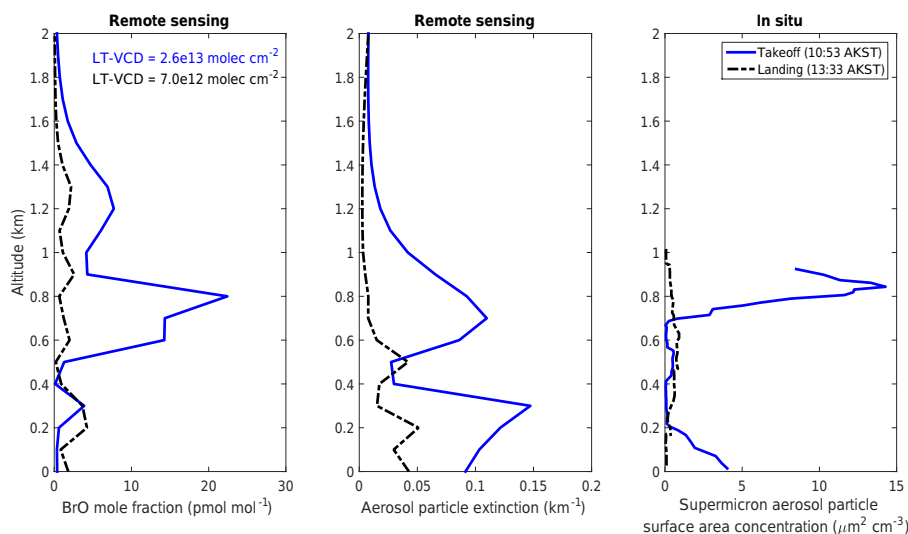 Remote sensing
LT-VCD = 2.6e13 molec cm⁻²
LT-VCD = 7.0e12 molec cm⁻²
Altitude (km)
2
1.8
1.6
1.4
1.2
1
0.8
0.6
0.4
0.2
0
0 10 20 30
BrO mole fraction (pmol mol⁻¹)
Remote sensing
2
1.8
1.6
1.4
1.2
1
0.8
0.6
0.4
0.2
0
0 0.05 0.1 0.15 0.2
Aerosol particle extinction (km⁻¹)
In situ
Takeoff (10:53 AKST)
Landing (13:33 AKST)
2
1.8
1.6
1.4
1.2
1
0.8
0.6
0.4
0.2
0
0 5 10 15
Supermicron aerosol particle
surface area concentration (μm² cm⁻³)